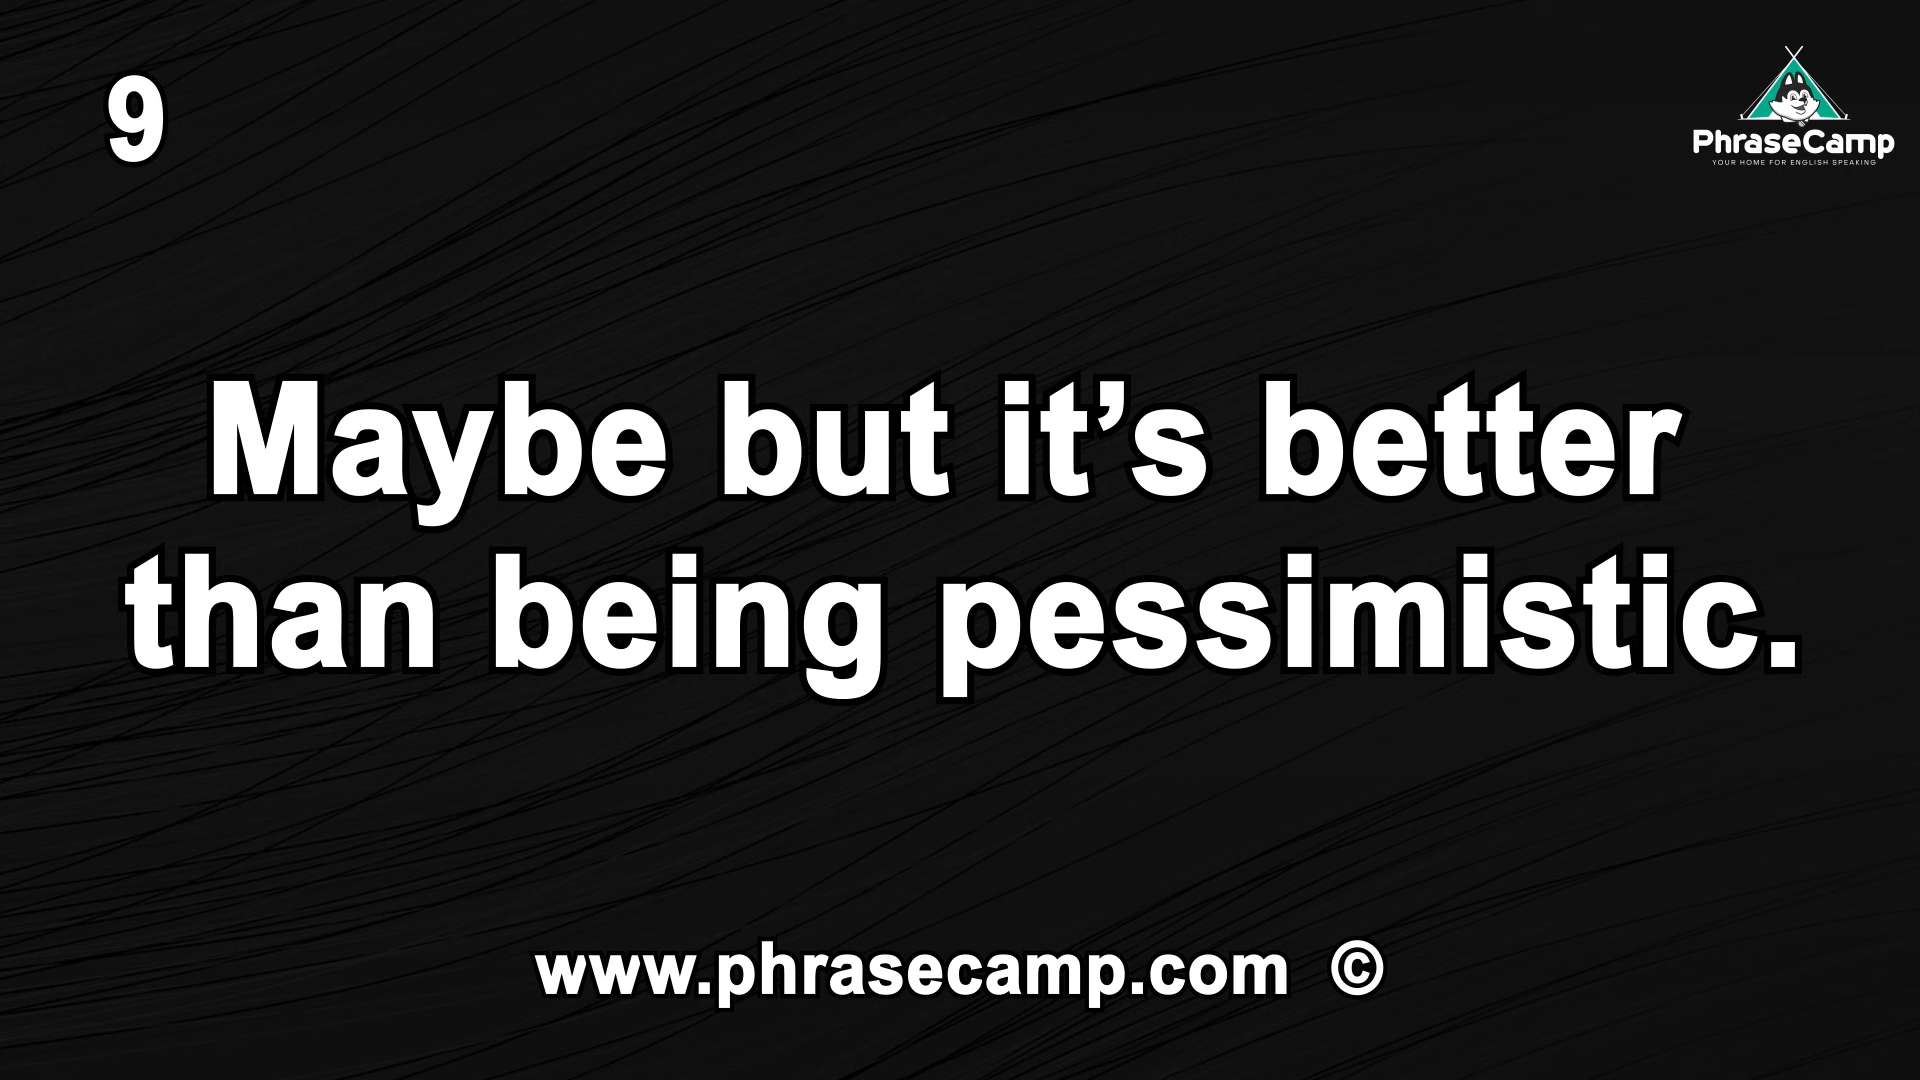 9
PhraseCamp
YOUR HOME FOR ENGLISH SPEAKING
Maybe but it’s better
than being pessimistic.
www.phrasecamp.com ©